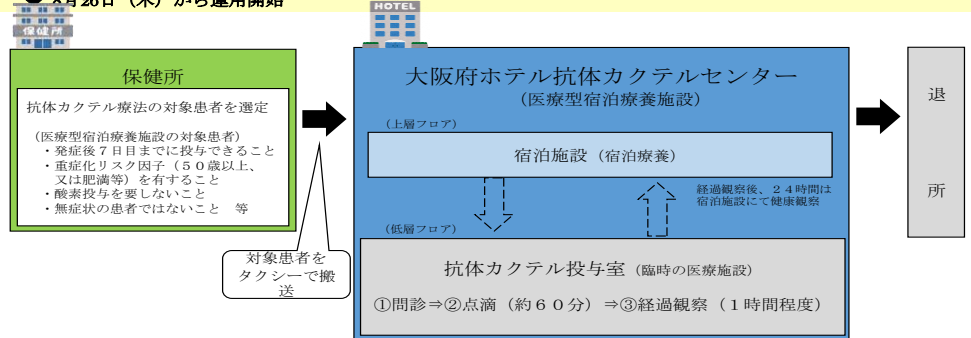 ● 8月26日（木）から運用開始
保健所
HOTEL
保健所
抗体カクテル療法の対象患者を選定
（医療型宿泊療養施設の対象患者）
・発症後７日目までに投与できること
・重症化リスク因子（５０歳以上、
又は肥満等）を有すること
・酸素投与を要しないこと
・無症状の患者ではないこと　等
対象患者を
タクシーで搬
送
大阪府ホテル抗体カクテルセンター
（医療型宿泊療養施設）
（上層フロア）
宿泊施設（宿泊療養）
経過観察後、２４時間は
宿泊施設にて健康観察
（低層フロア）
抗体カクテル投与室（臨時の医療施設）
①問診⇒②点滴（約６０分）⇒③経過観察（１時間程度）
退
所